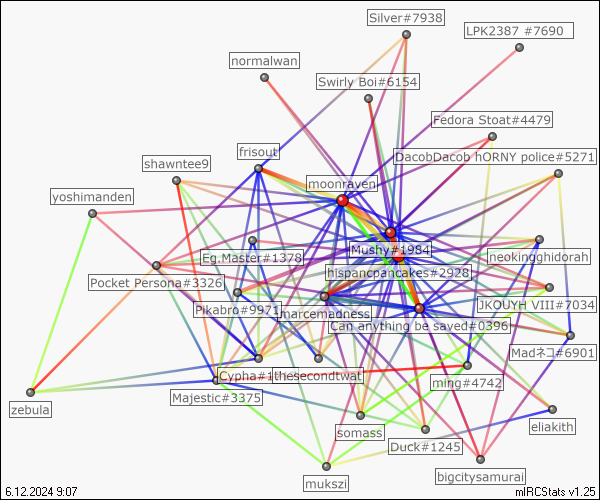 Silver#7938
LPK2387 #7690
normalwan
Swirly Boi#6154
Fedora Stoat#4479
frisout
DacobDacob hORNY police#5271
shawntee9
moonraven
yoshimanden
Mushy#1984
Eg.Master#1378
neokingghidorah
hispancpancakes#2928
Pocket Persona#3326
JKOUYH VIII#7034
Pikabro#9971
marcemadness
Can anything be saved#0396
Madネコ#6901
Cypna#1
thesecondtwat
ming#4742
Majestic#3375
zebula
eliakith
somass
Duck#1245
bigcitysamurai
mukszi
6.12.2024 9:07
mIRCStats v1.25